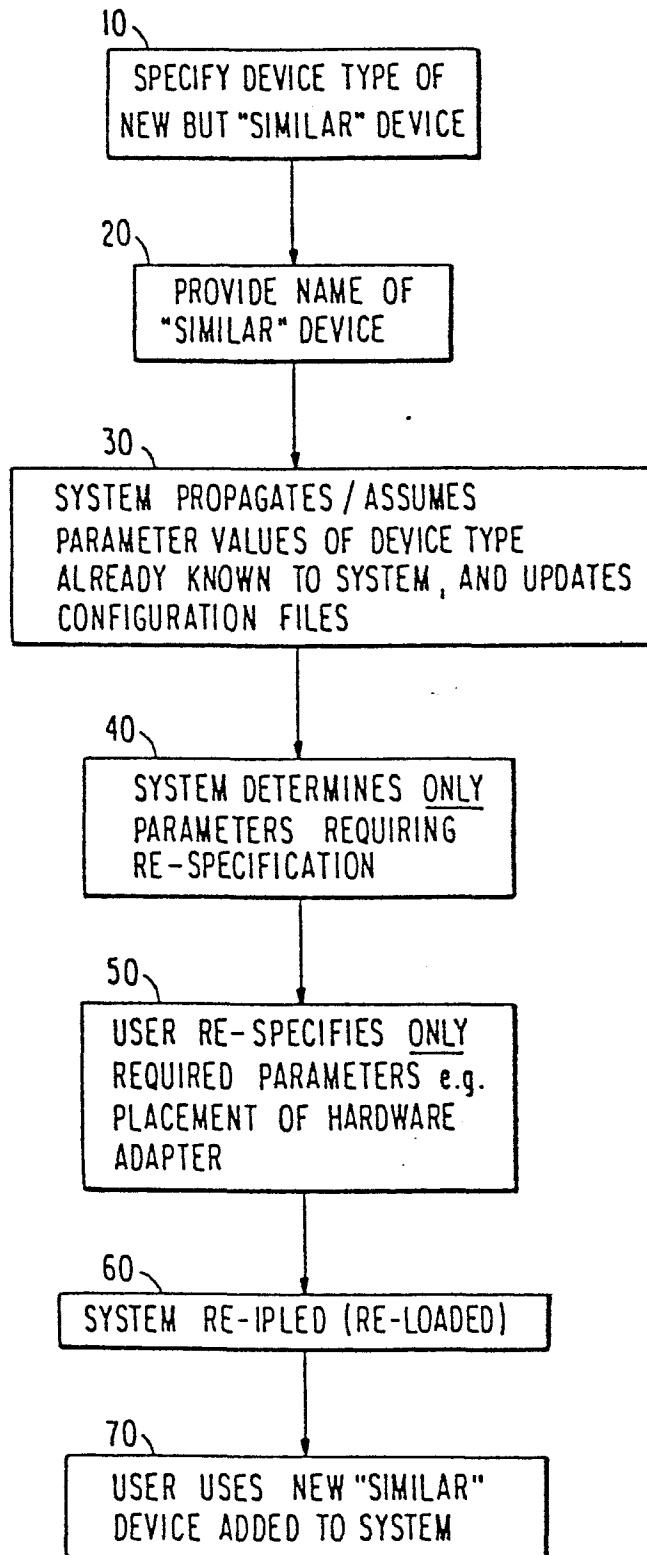 10
SPECIFY DEVICE TYPE OF
NEW BUT "SIMILAR" DEVICE
20
PROVIDE NAME OF
"SIMILAR" DEVICE
30
SYSTEM PROPAGATES / ASSUMES
PARAMETER VALUES OF DEVICE TYPE
ALREADY KNOWN TO SYSTEM, AND UPDATES
CONFIGURATION FILES
40
SYSTEM DETERMINES ONLY
PARAMETERS REQUIRING
RE-SPECIFICATION
50
USER RE-SPECIFIES ONLY
REQUIRED PARAMETERS e.g.
PLACEMENT OF HARDWARE
ADAPTER
60
SYSTEM RE-IPLED (RE-LOADED)
70
USER USES NEW "SIMILAR"
DEVICE ADDED TO SYSTEM